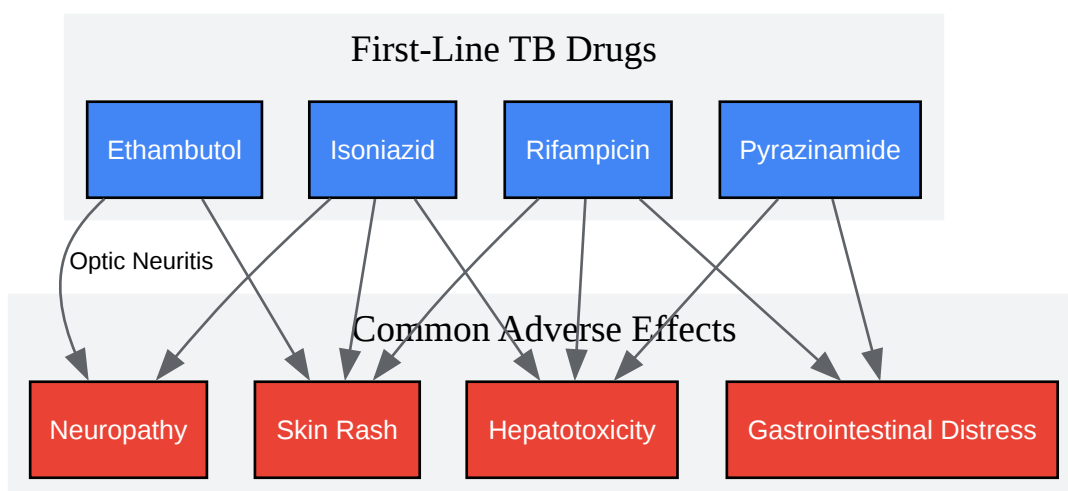 First-Line TB Drugs
Ethambutol
Isoniazid
Rifampicin
Pyrazinamide
Optic Neuritis
Common Adverse Effects
Neuropathy
Skin Rash
Hepatotoxicity
Gastrointestinal Distress